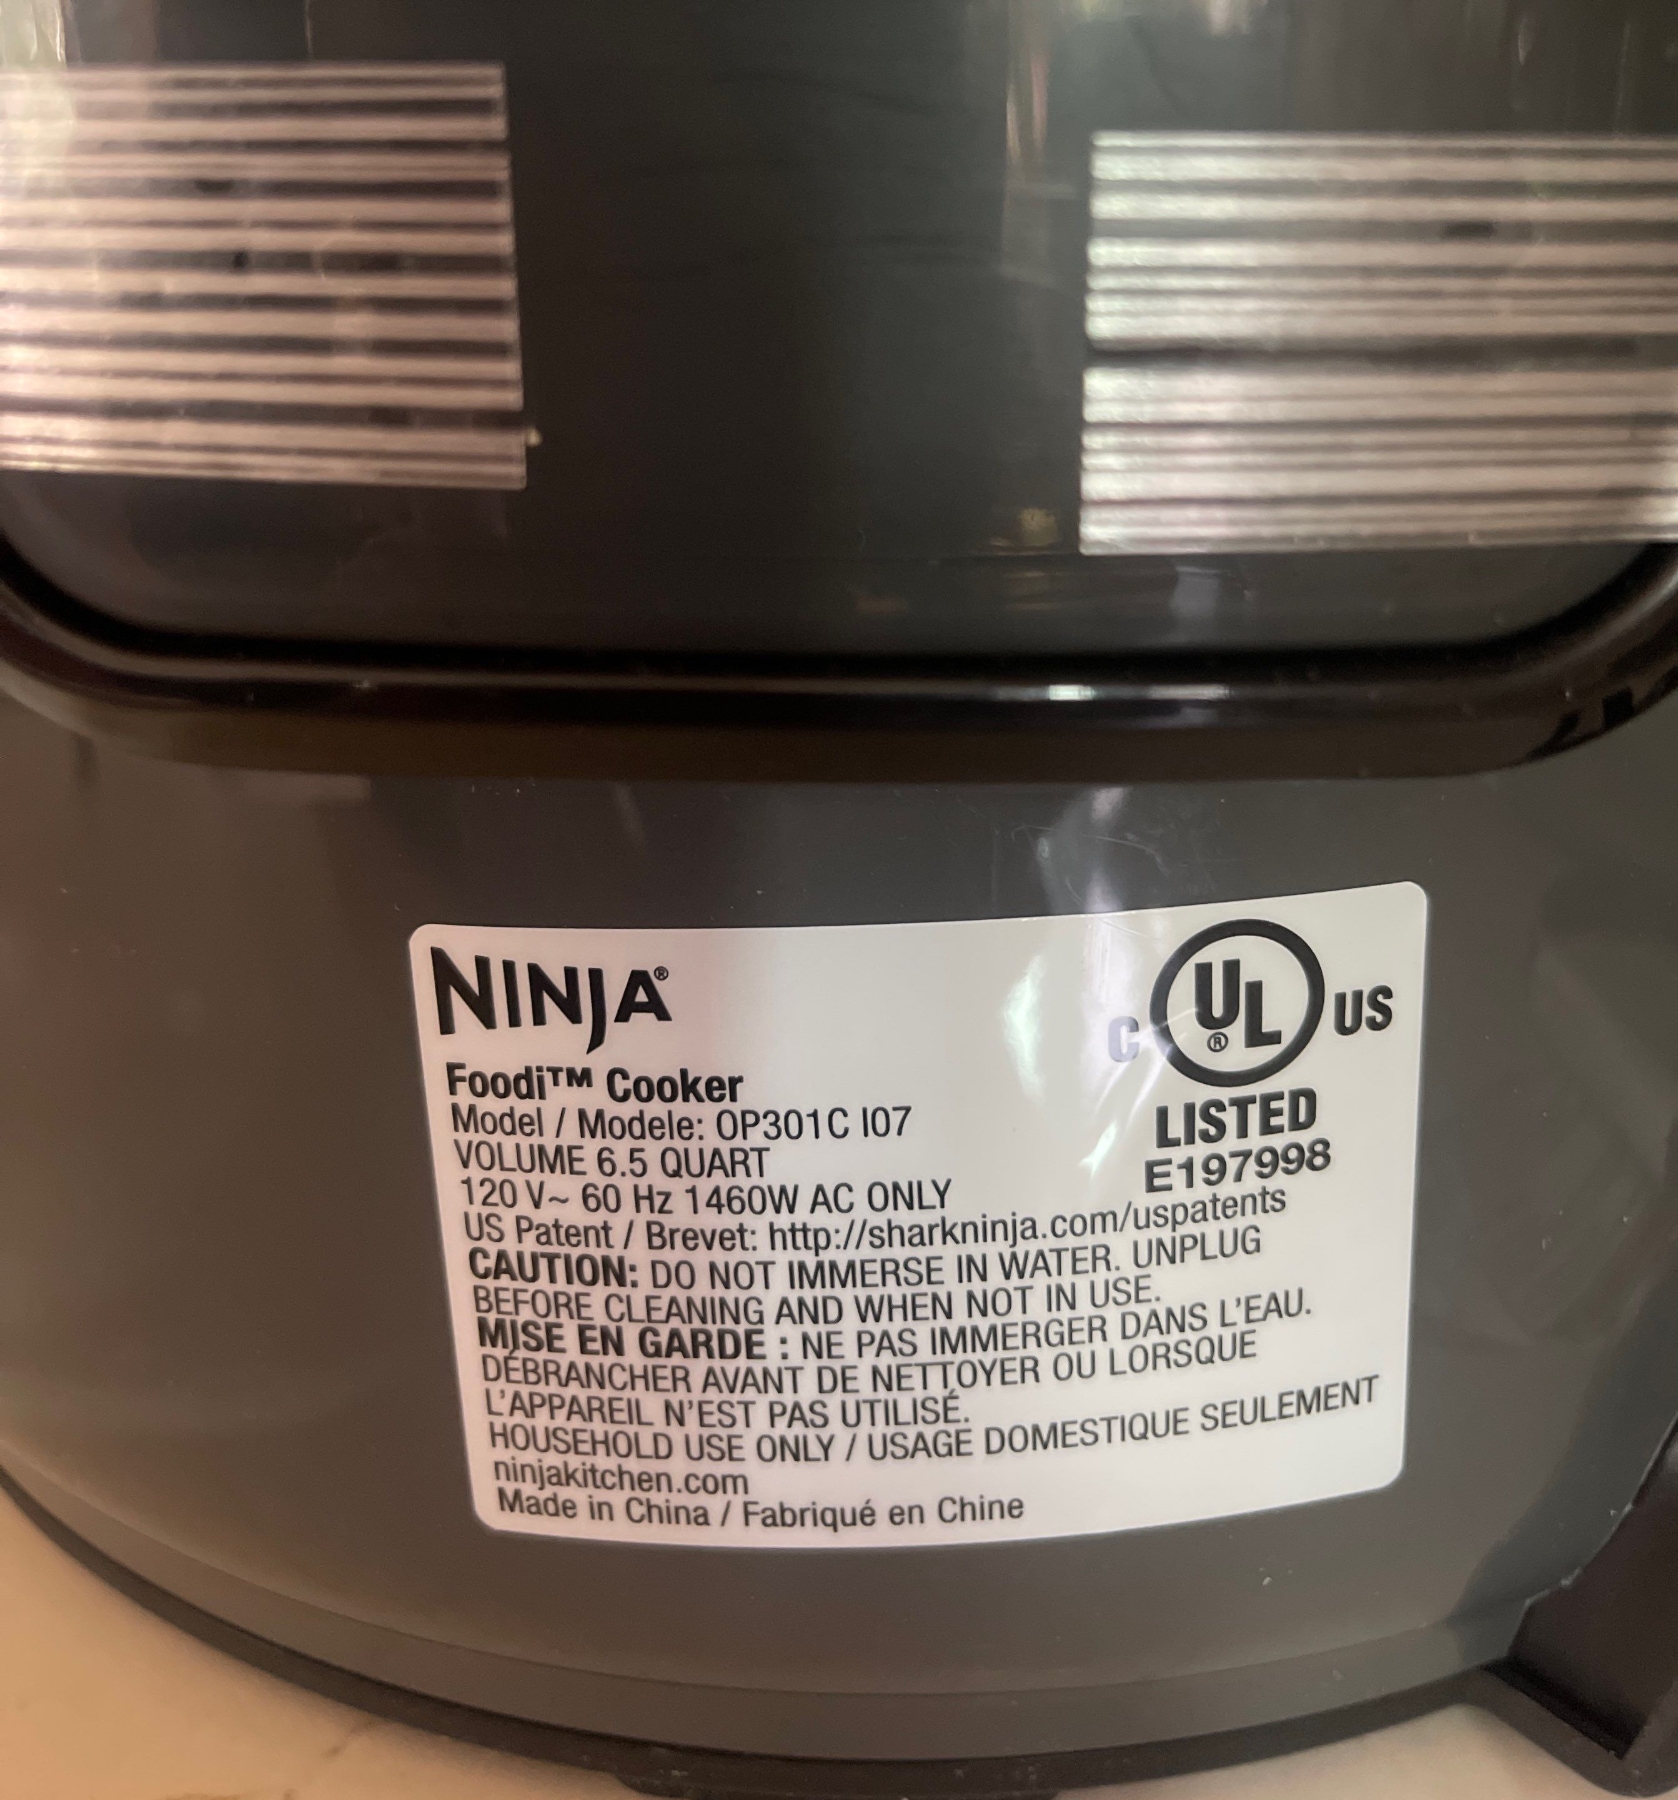 NINJA®
C UL® US
LISTED
E197998
Foodi™ Cooker
Model / Modele: OP301C I07
VOLUME 6.5 QUART
120 V~ 60 Hz 1460W AC ONLY
US Patent / Brevet: http://sharkninja.com/uspatents
CAUTION: DO NOT IMMERSE IN WATER. UNPLUG
BEFORE CLEANING AND WHEN NOT IN USE.
MISE EN GARDE : NE PAS IMMERGER DANS L'EAU.
DÉBRANCHER AVANT DE NETTOYER OU LORSQUE
L'APPAREIL N'EST PAS UTILISÉ.
HOUSEHOLD USE ONLY / USAGE DOMESTIQUE SEULEMENT
ninjakitchen.com
Made in China / Fabriqué en Chine